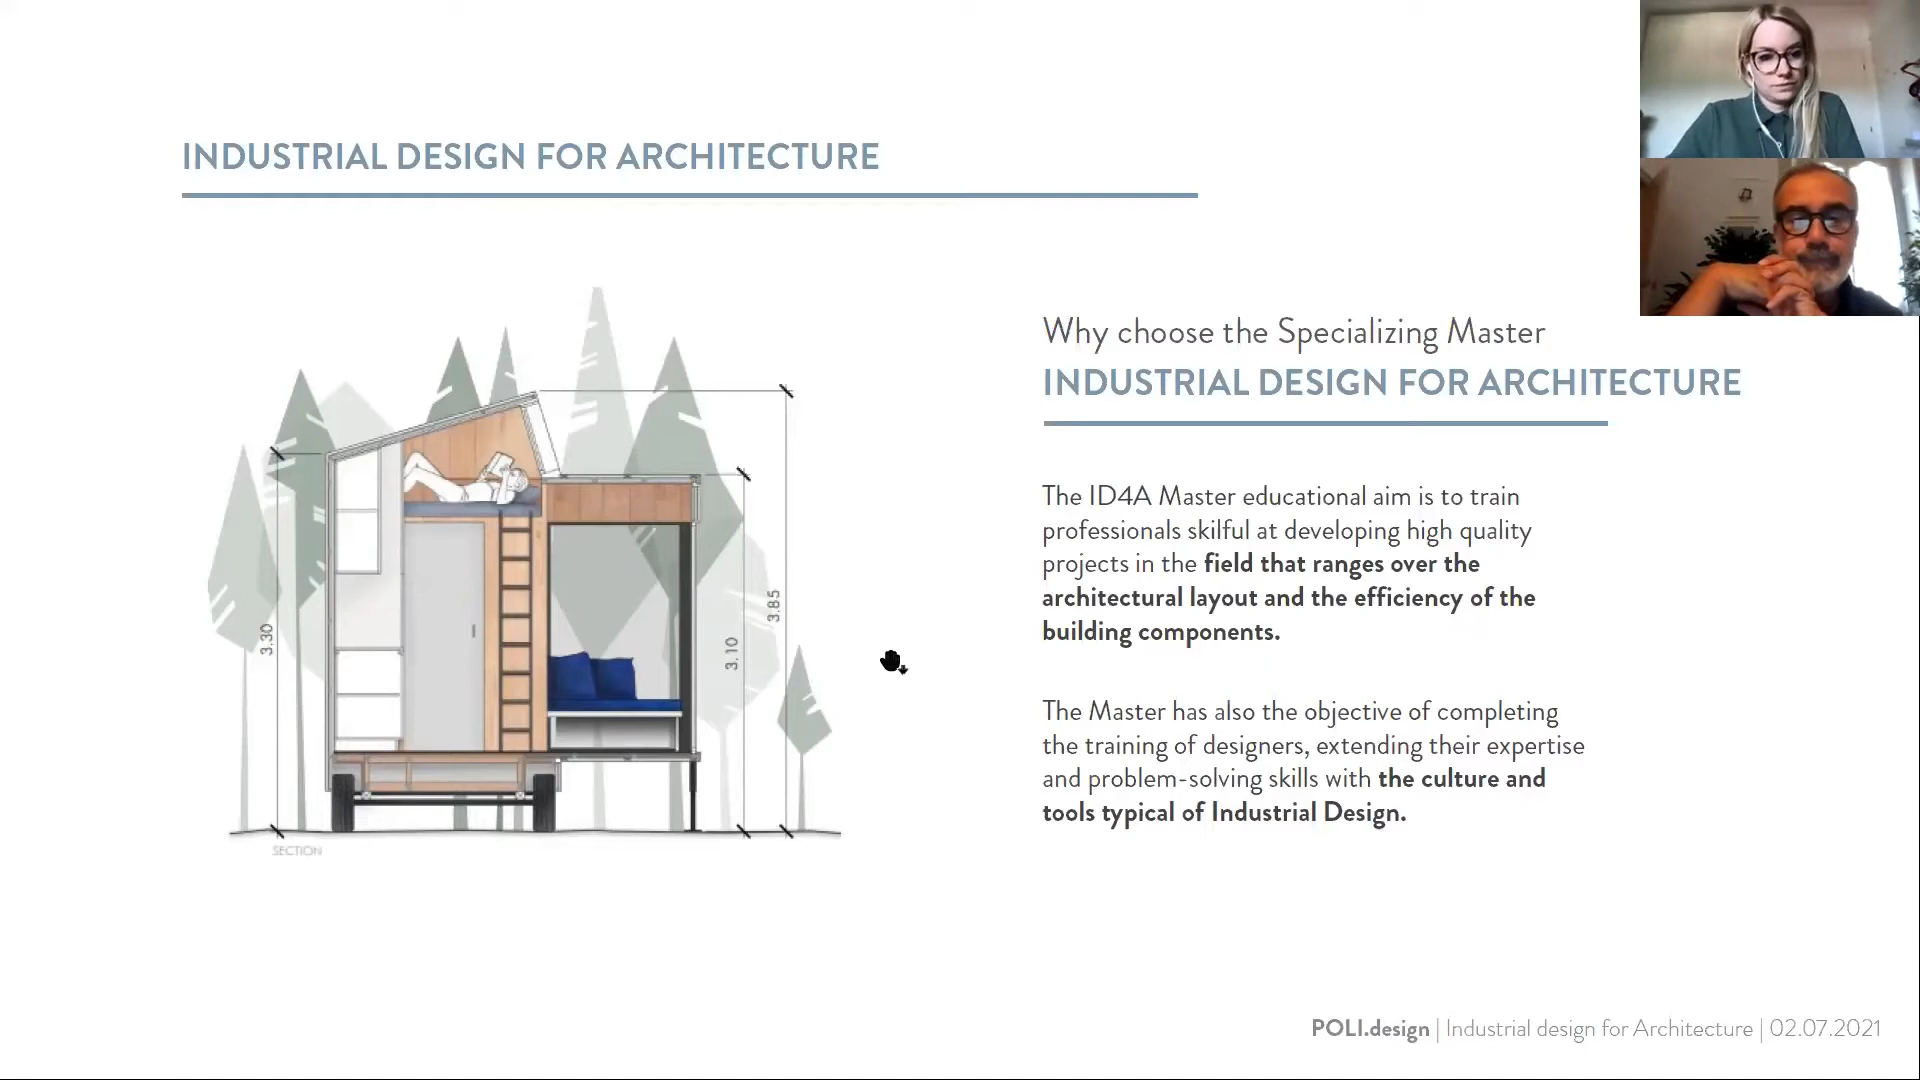 INDUSTRIAL DESIGN FOR ARCHITECTURE
Why choose the Specializing Master
INDUSTRIAL DESIGN FOR ARCHITECTURE
The ID4A Master educational aim is to train
professionals skilful at developing high quality
projects in the field that ranges over the
architectural layout and the efficiency of the
building components.
The Master has also the objective of completing
the training of designers, extending their expertise
and problem-solving skills with the culture and
tools typical of Industrial Design.
3.30
3.10
3.85
SECTION
POLI.design | Industrial design for Architecture | 02.07.2021